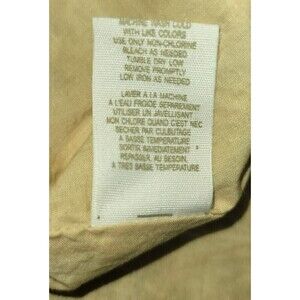 MACHINE WASH COLD
WITH LIKE COLORS
USE ONLY NON-CHLORINE
BLEACH AS NEEDED
TUMBLE DRY LOW
REMOVE PROMPTLY
LOW IRON AS NEEDED
LAVER A LA MACHINE
A L'EAU FROIDE SEPAREMENT
UTILISER UN JAVELLISANT
NON CHLORE QUAND C'EST NEC
SECHER PAR CULBUTAGE
A BASSE TEMPERATURE
SORTIR IMMEDIATEMENT
REPASSER, AU BESOIN,
A TRES BASSE TEMPERATURE